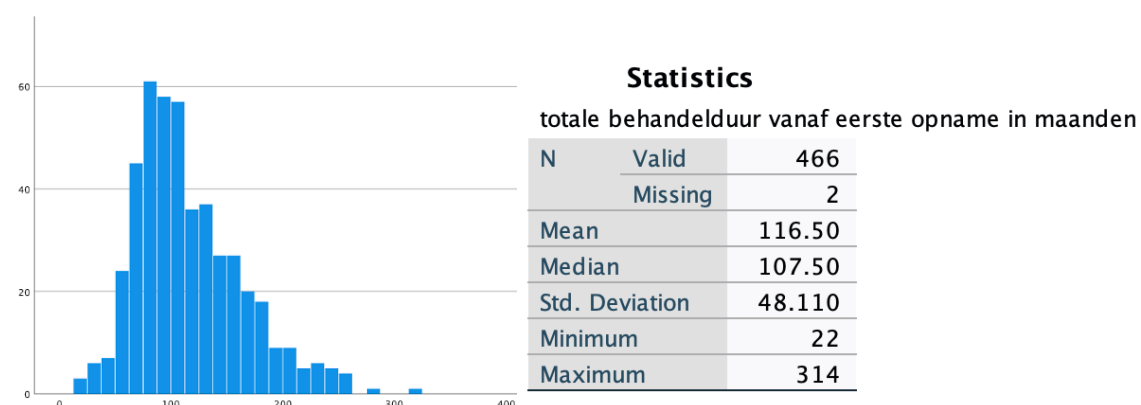 60
40
20
0
0 100 200 300 400
Statistics
totale behandelduur vanaf eerste opname in maanden
N Valid 466
Missing 2
Mean 116.50
Median 107.50
Std. Deviation 48.110
Minimum 22
Maximum 314